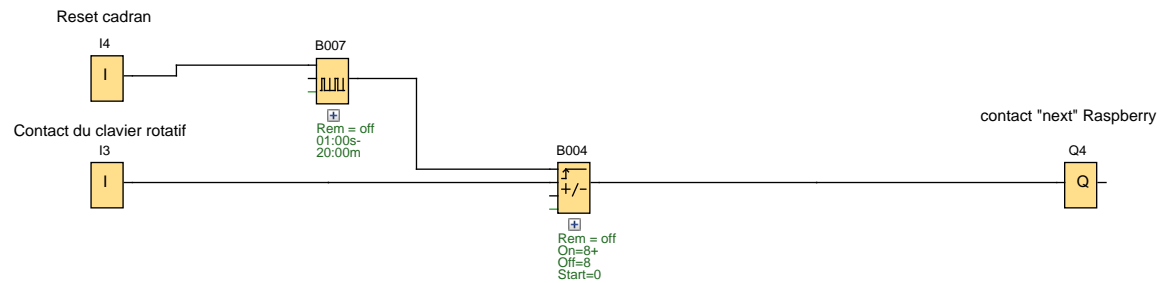 Reset cadran
I4
I
B007
Rem = off
01:00s-
20:00m
Contact du clavier rotatif
I3
I
B004
+/-
Rem = off
On=8+
Off=8
Start=0
contact "next" Raspberry
Q4
Q